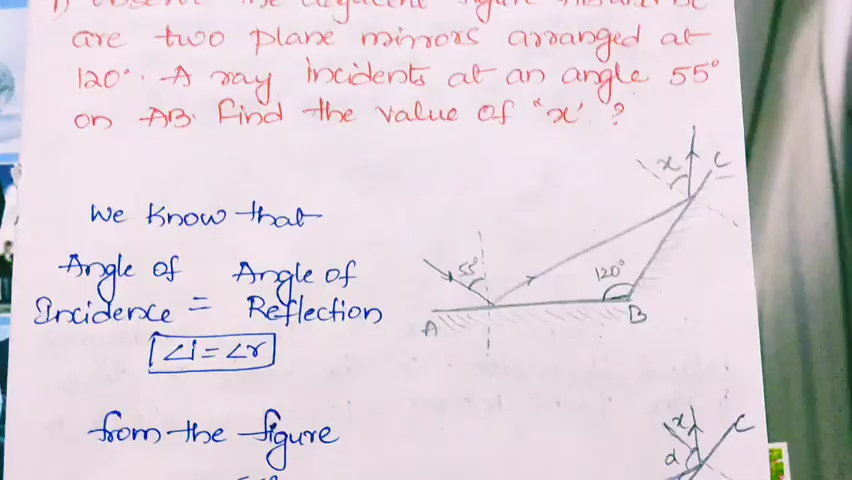 are two plane mirrors arranged at
120°. A ray incidents at an angle 55°
on AB. Find the value of "x'. ?
x C
We know that
Angle of Angle of
Incidence = Reflection
∠i = ∠r
55°
120°
A B
from the figure
x C
α